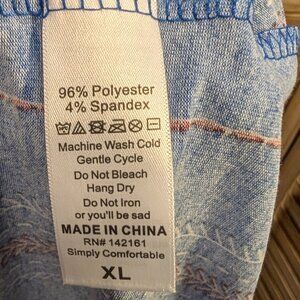 96% Polyester
4% Spandex
Machine Wash Cold
Gentle Cycle
Do Not Bleach
Hang Dry
Do Not Iron
or you'll be sad
MADE IN CHINA
RN# 142161
Simply Comfortable
XL